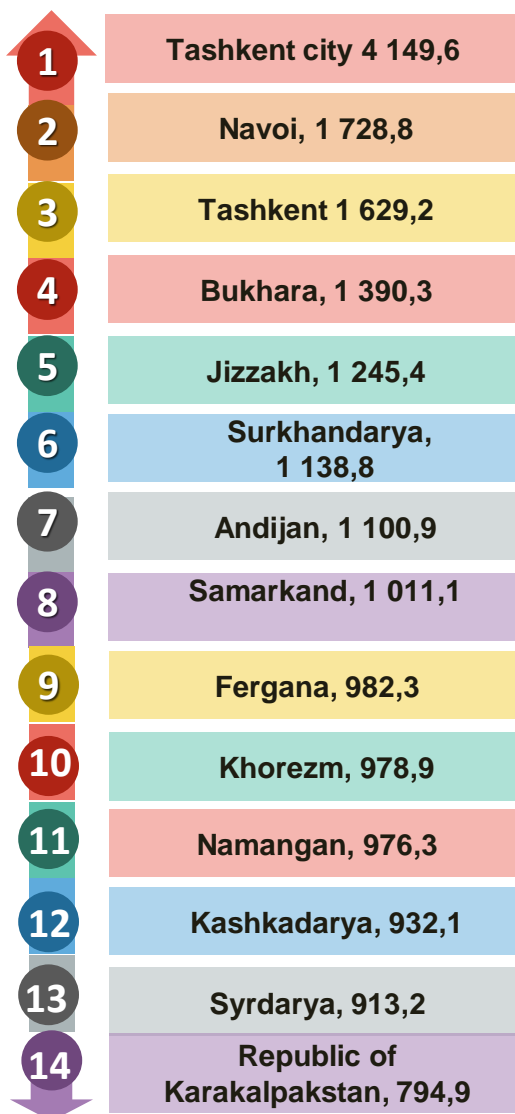 1
Tashkent city 4 149,6
2
Navoi, 1 728,8
3
Tashkent 1 629,2
4
Bukhara, 1 390,3
5
Jizzakh, 1 245,4
6
Surkhandarya,
1 138,8
7
Andijan, 1 100,9
8
Samarkand, 1 011,1
9
Fergana, 982,3
10
Khorezm, 978,9
11
Namangan, 976,3
12
Kashkadarya, 932,1
13
Syrdarya, 913,2
14
Republic of
Karakalpakstan, 794,9